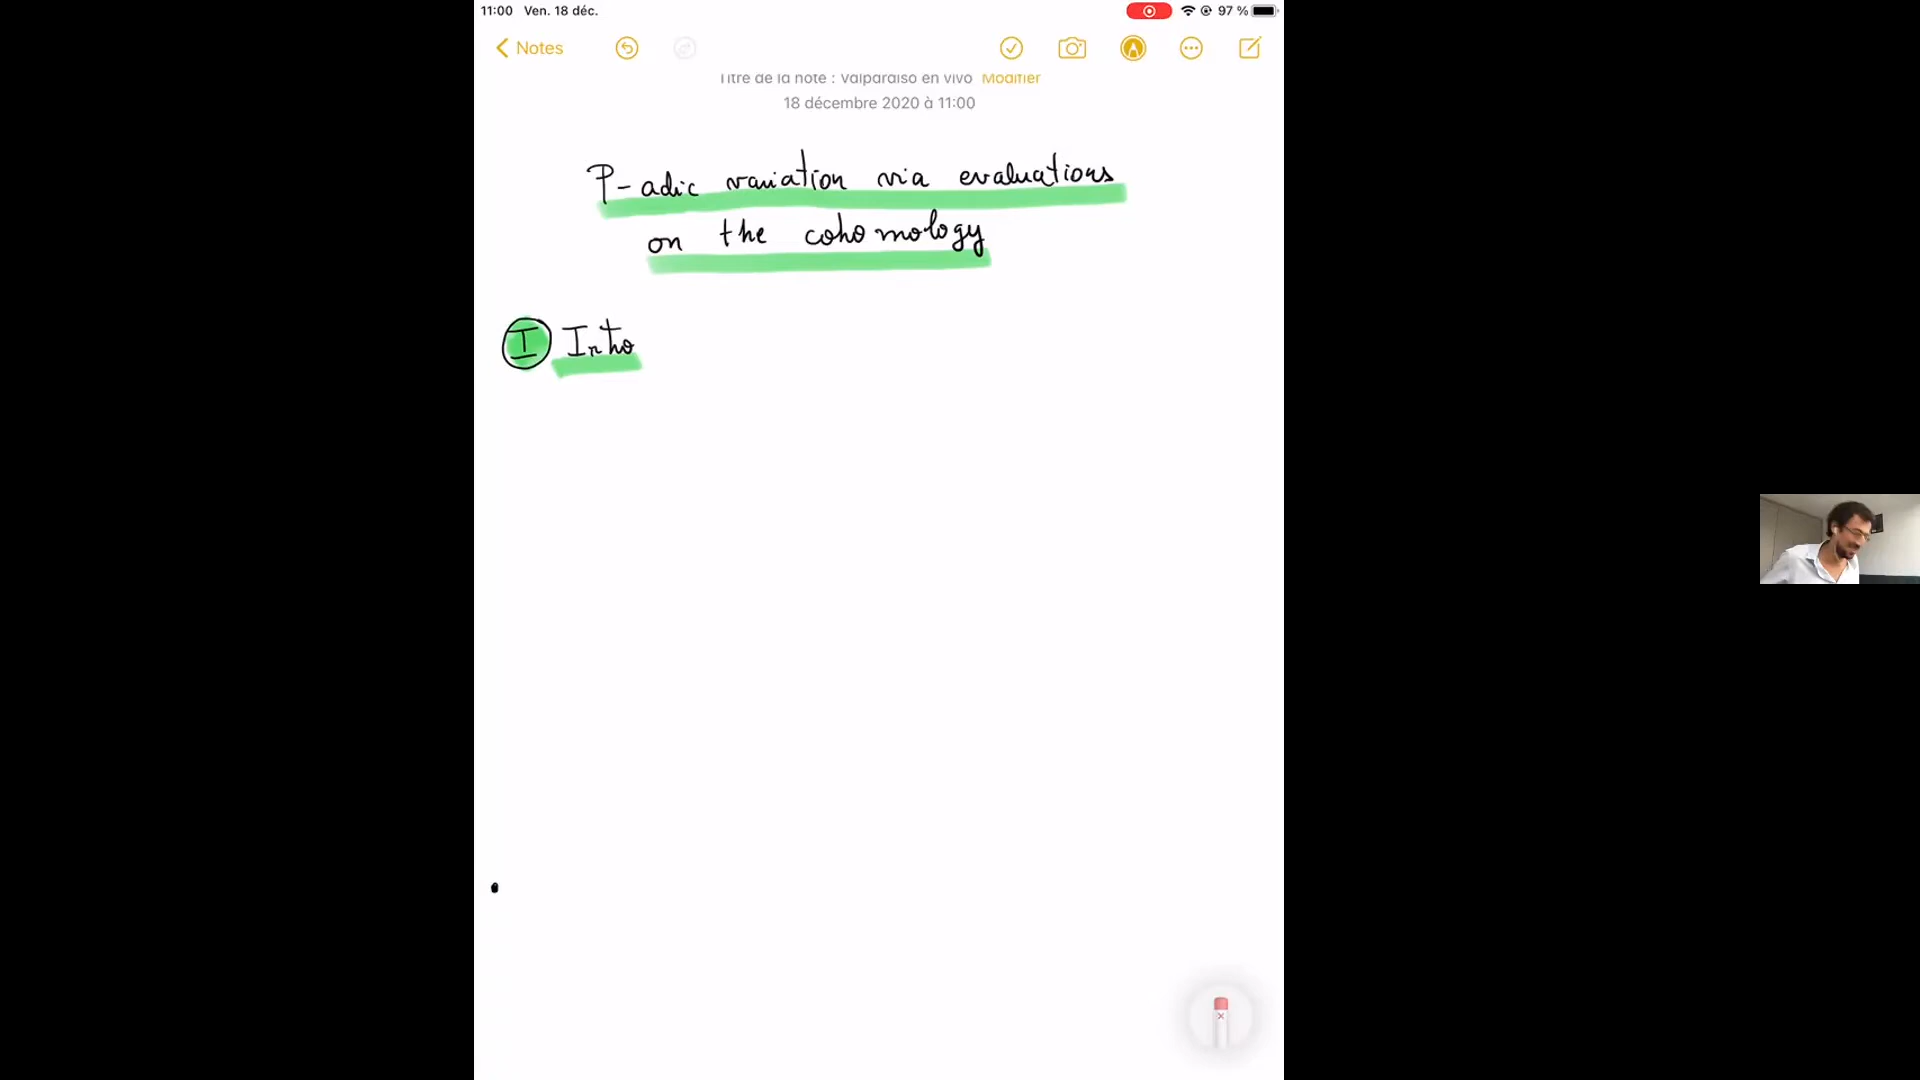 11:00 Ven. 18 déc. 97 %
Notes
Titre de la note : Valparaiso en vivo Modifier
18 décembre 2020 à 11:00
P-adic variation via evaluations
on the cohomology
I Intro